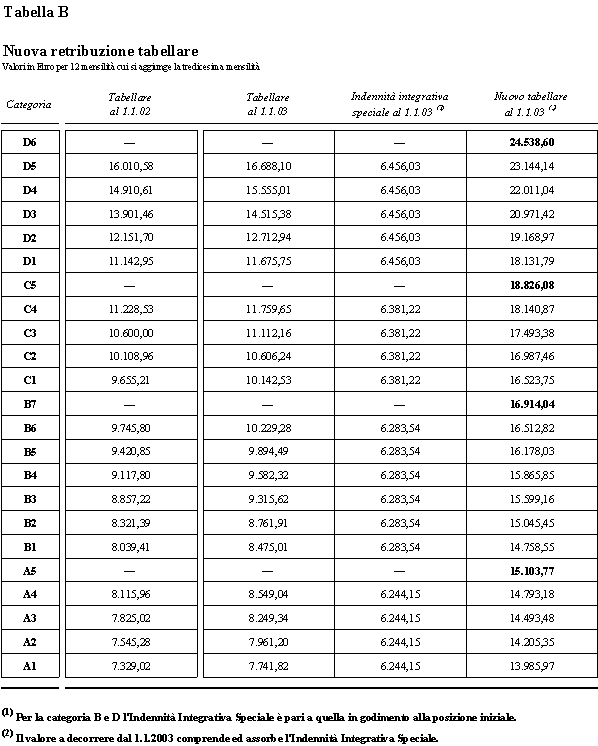 Tabella B
Nuova retribuzione tabellare
Valori in Euro per 12 mensilità cui si aggiunge la tredicesima mensilità
Categoria Tabellare al 1.1.02 Tabellare al 1.1.03 Indennità integrativa speciale al 1.1.03 (1) Nuovo tabellare al 1.1.03 (2)
D6 — — — 24.538,60
D5 16.010,58 16.688,10 6.456,03 23.144,14
D4 14.910,61 15.555,01 6.456,03 22.011,04
D3 13.901,46 14.515,38 6.456,03 20.971,42
D2 12.151,70 12.712,94 6.456,03 19.168,97
D1 11.142,95 11.675,75 6.456,03 18.131,79
C5 — — — 18.826,08
C4 11.228,53 11.759,65 6.381,22 18.140,87
C3 10.600,00 11.112,16 6.381,22 17.493,38
C2 10.108,96 10.606,24 6.381,22 16.987,46
C1 9.655,21 10.142,53 6.381,22 16.523,75
B7 — — — 16.914,04
B6 9.745,80 10.229,28 6.283,54 16.512,82
B5 9.420,85 9.894,49 6.283,54 16.178,03
B4 9.117,80 9.582,32 6.283,54 15.865,85
B3 8.857,22 9.315,62 6.283,54 15.599,16
B2 8.321,39 8.761,91 6.283,54 15.045,45
B1 8.039,41 8.475,01 6.283,54 14.758,55
A5 — — — 15.103,77
A4 8.115,96 8.549,04 6.244,15 14.793,18
A3 7.825,02 8.249,34 6.244,15 14.493,48
A2 7.545,28 7.961,20 6.244,15 14.205,35
A1 7.329,02 7.741,82 6.244,15 13.985,97
(1) Per la categoria B e D l'Indennità Integrativa Speciale è pari a quella in godimento alla posizione iniziale.
(2) Il valore a decorrere dal 1.1.2003 comprende ed assorbe l'Indennità Integrativa Speciale.